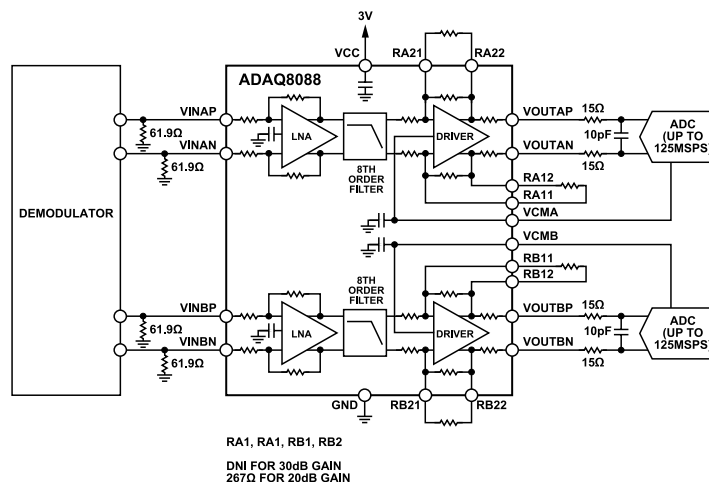 3V
VCC
RA21
RA22
ADAQ8088
VINAP
61.9Ω
VINAN
61.9Ω
LNA
8TH
ORDER
FILTER
DRIVER
VOUTAP
15Ω
10pF
VOUTAN
15Ω
ADC
(UP TO
125MSPS)
RA12
RA11
VCMA
DEMODULATOR
VCMB
RB11
RB12
8TH
ORDER
FILTER
VINBP
61.9Ω
VINBN
61.9Ω
LNA
DRIVER
VOUTBP
15Ω
10pF
VOUTBN
15Ω
ADC
(UP TO
125MSPS)
GND
RB21
RB22
RA1, RA1, RB1, RB2
DNI FOR 30dB GAIN
267Ω FOR 20dB GAIN